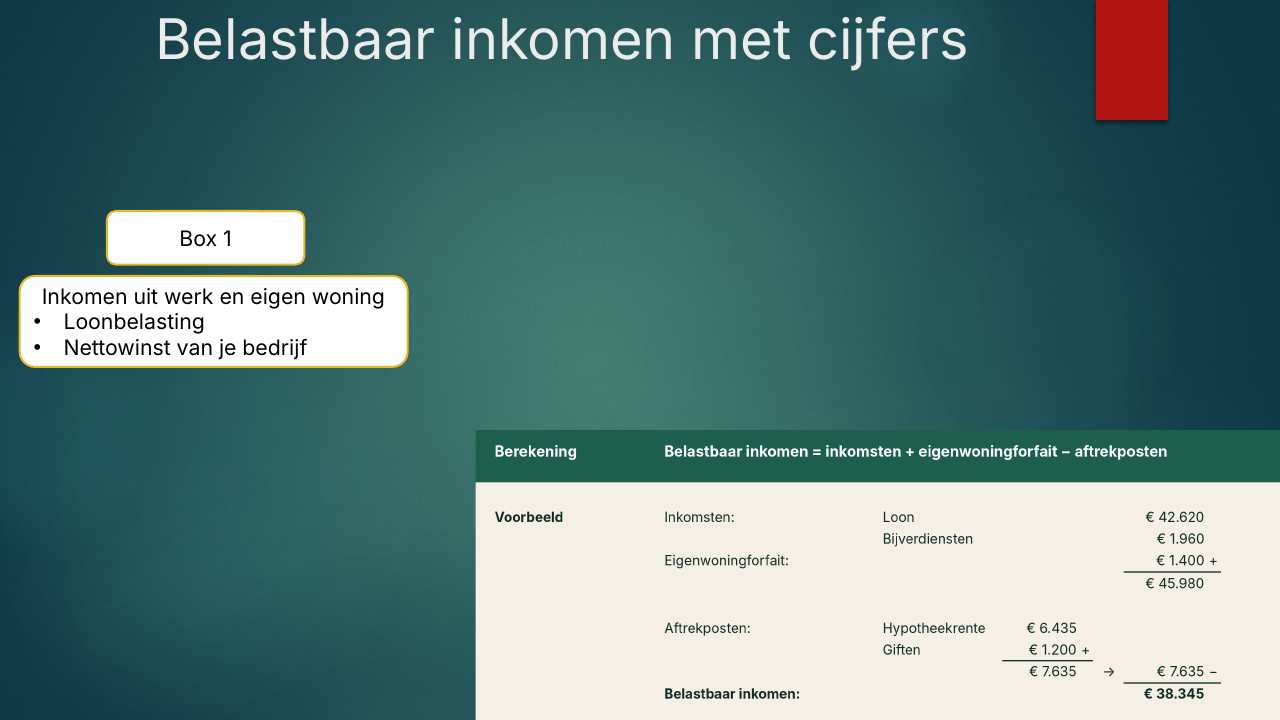 Belastbaar inkomen met cijfers
Box 1
Inkomen uit werk en eigen woning
• Loonbelasting
• Nettowinst van je bedrijf
Berekening Belastbaar inkomen = inkomsten + eigenwoningforfait – aftrekposten
Voorbeeld Inkomsten: Loon € 42.620
Bijverdiensten € 1.960
Eigenwoningforfait: € 1.400 +
€ 45.980
Aftrekposten: Hypotheekrente € 6.435
Giften € 1.200 +
€ 7.635 → € 7.635 –
Belastbaar inkomen: € 38.345